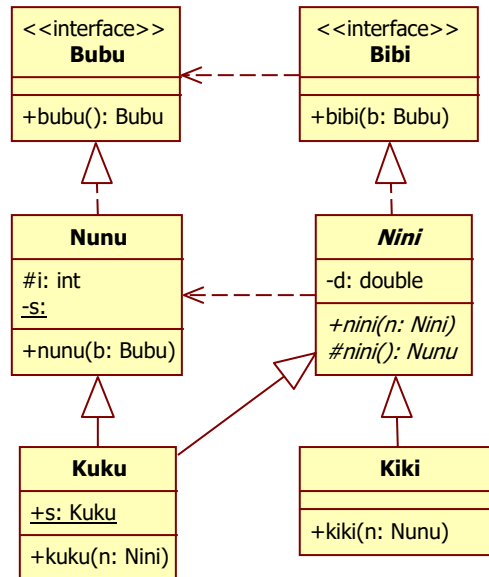 <<interface>>
Bubu
+bubu(): Bubu
<<interface>>
Bibi
+bibi(b: Bubu)
Nunu
#i: int
-s:
+nunu(b: Bubu)
Nini
-d: double
+nini(n: Nini)
#nini(): Nunu
Kuku
+s: Kuku
+kuku(n: Nini)
Kiki
+kiki(n: Nunu)